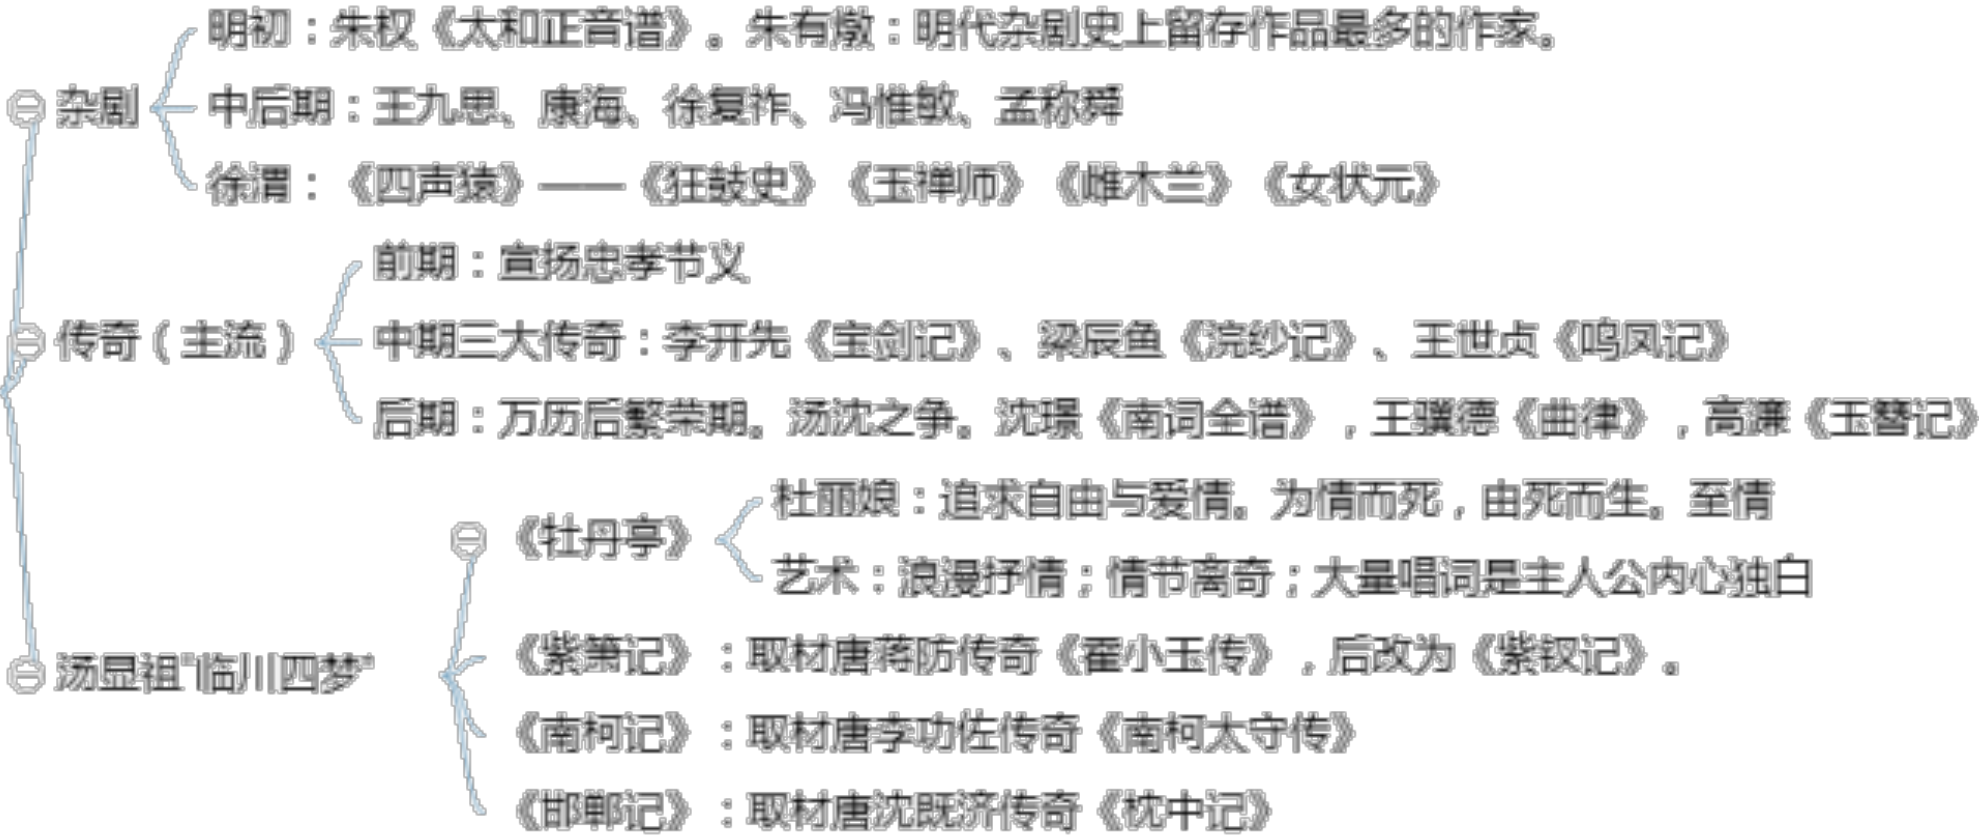 明初：朱权《太和正音谱》。朱有燉：明代杂剧史上留存作品最多的作家。
杂剧
中后期：王九思、康海、徐复祚、冯惟敏、孟称舜
徐渭：《四声猿》——《狂鼓史》《玉禅师》《雌木兰》《女状元》
前期：宣扬忠孝节义
传奇（主流）
中期三大传奇：李开先《宝剑记》、梁辰鱼《浣纱记》、王世贞《鸣凤记》
后期：万历后繁荣期。汤沈之争。沈璟《南词全谱》，王骥德《曲律》，高濂《玉簪记》
杜丽娘：追求自由与爱情。为情而死，由死而生。至情
《牡丹亭》
艺术：浪漫抒情；情节离奇；大量唱词是主人公内心独白
汤显祖"临川四梦"
《紫箫记》：取材唐蒋防传奇《霍小玉传》，后改为《紫钗记》。
《南柯记》：取材唐李功佐传奇《南柯太守传》
《邯郸记》：取材唐沈既济传奇《枕中记》